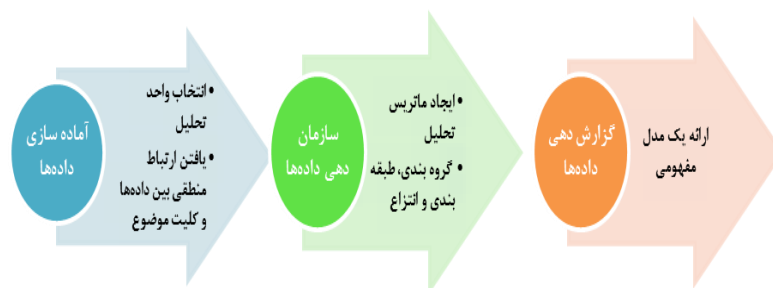 آماده سازی
داده‌ها
•انتخاب واحد
تحلیل
•یافتن ارتباط
منطقی بین داده‌ها
و کلیت موضوع
سازمان
دهی داده‌ها
•ایجاد ماتریس
تحلیل
•گروه بندی، طبقه
بندی و انتزاع
گزارش دهی
داده‌ها
ارائه یک مدل
مفهومی